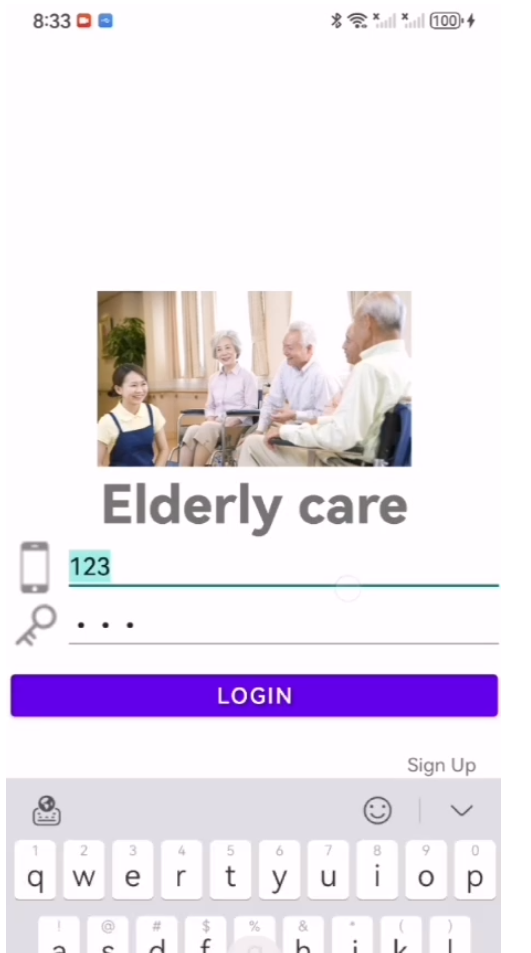 8:33 100
Elderly care
123
• • •
LOGIN
Sign Up
1 2 3 4 5 6 7 8 9 0
q w e r t y u i o p
! @ # $ % & * ( )
a s d f g h j k l